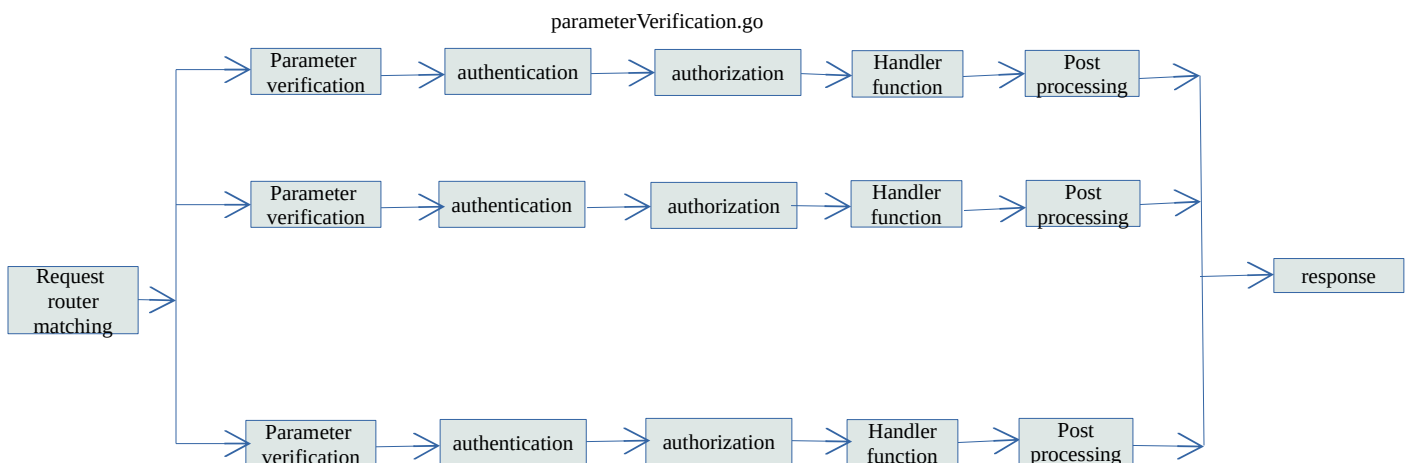 parameterVerification.go
Parameter
verification
authentication
authorization
Handler
function
Post
processing
Parameter
verification
authentication
authorization
Handler
function
Post
processing
Request
router
matching
response
Parameter
verification
authentication
authorization
Handler
function
Post
processing